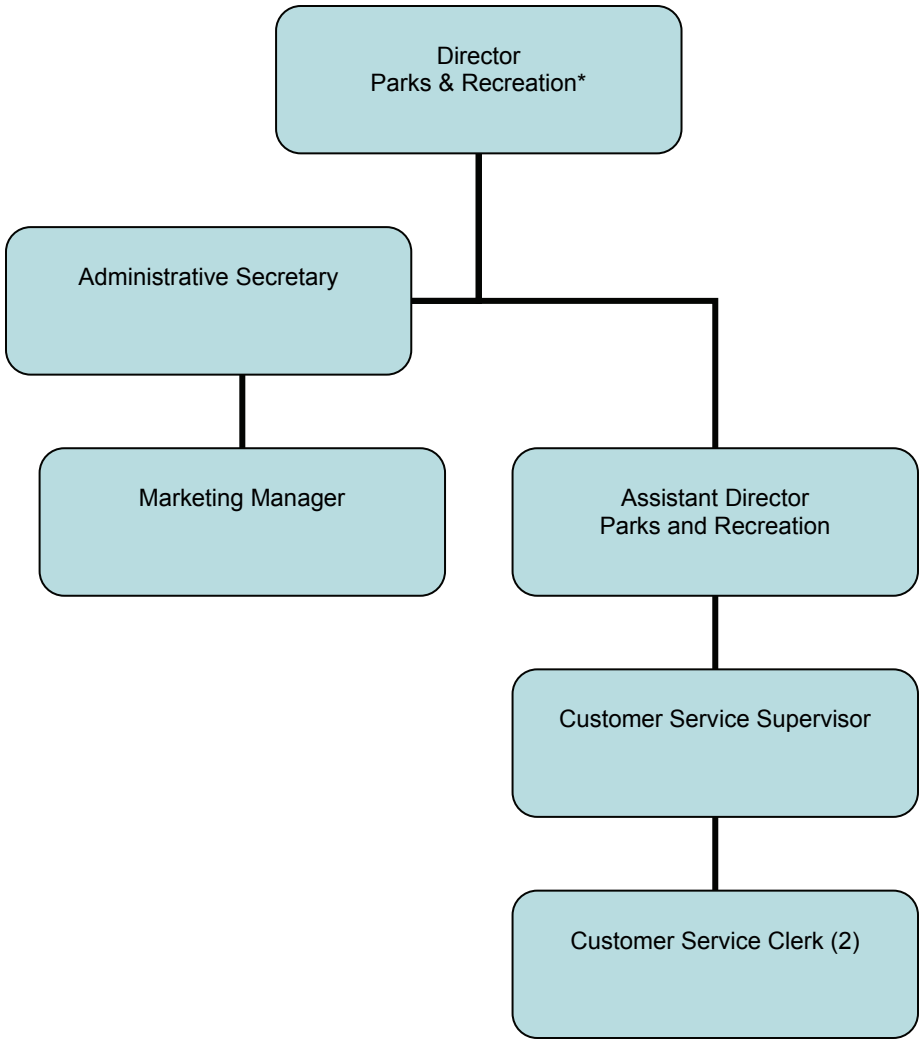 Director
Parks & Recreation*
Administrative Secretary
Marketing Manager
Assistant Director
Parks and Recreation
Customer Service Supervisor
Customer Service Clerk (2)